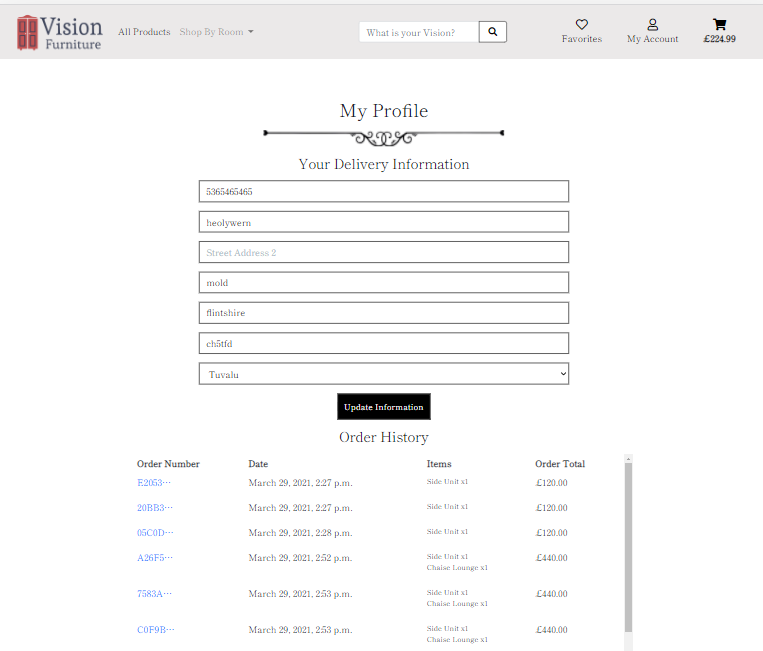 Vision
Furniture
All Products Shop By Room
What is your Vision?
Favorites
My Account
£224.99
My Profile
Your Delivery Information
5365465465
heolywern
Street Address 2
mold
flintshire
ch5tfd
Tuvalu
Update Information
Order History
Order Number Date Items Order Total
E2053… March 29, 2021, 2:27 p.m. Side Unit x1 £120.00
20BB3… March 29, 2021, 2:27 p.m. Side Unit x1 £120.00
05C0D… March 29, 2021, 2:28 p.m. Side Unit x1 £120.00
A26F5… March 29, 2021, 2:52 p.m. Side Unit x1 £440.00
Chaise Lounge x1
7583A… March 29, 2021, 2:53 p.m. Side Unit x1 £440.00
Chaise Lounge x1
C0F9B… March 29, 2021, 2:53 p.m. Side Unit x1 £440.00
Chaise Lounge x1